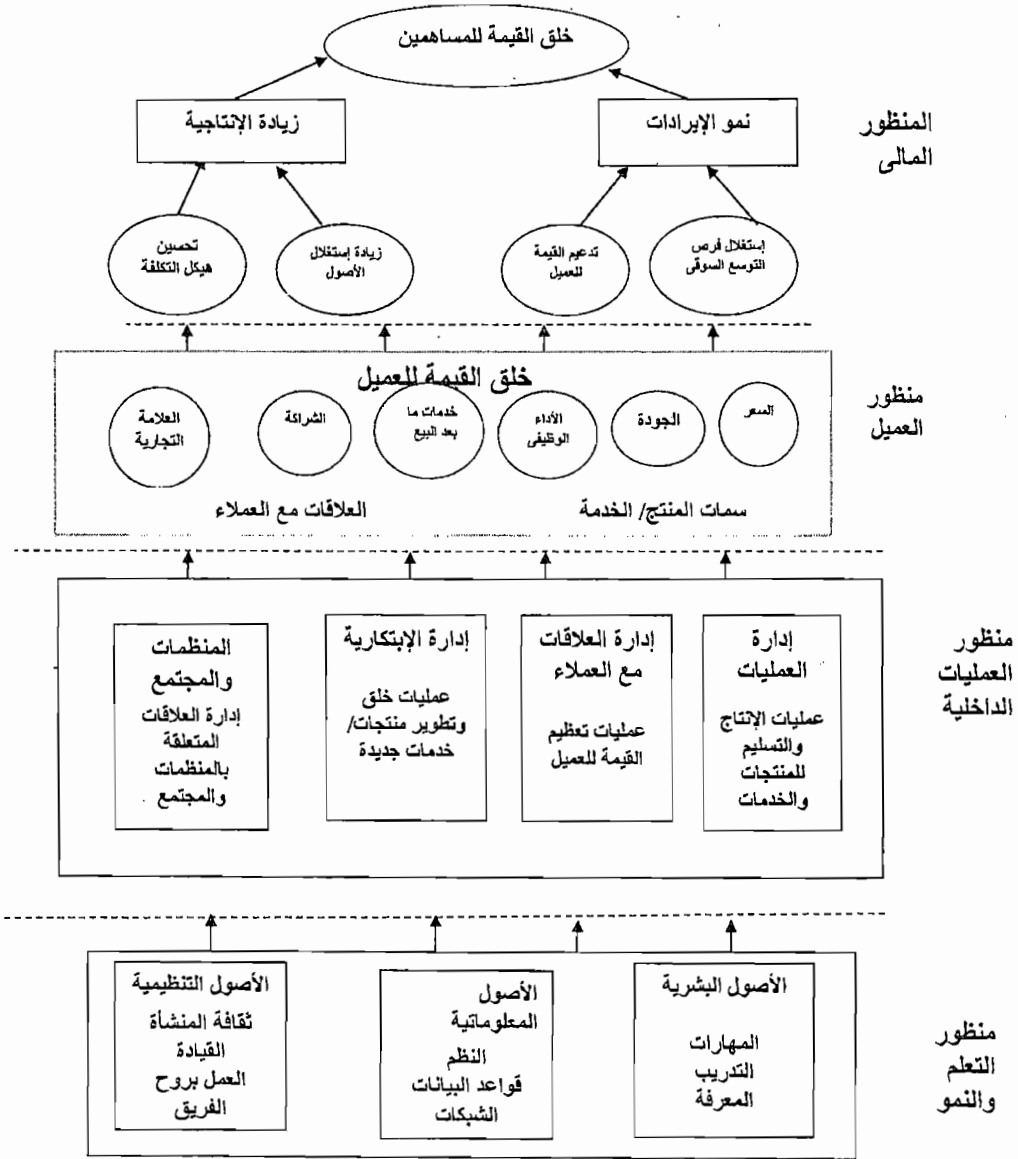 خلق القيمة للمساهمين
المنظور
المالى
نمو الإيرادات
زيادة الإنتاجية
إستغلال فرص
التوسع السوقى
تدعيم القيمة
للعميل
زيادة إستغلال
الأصول
تحسين
هيكل التكلفة
منظور
العميل
خلق القيمة للعميل
السعر
الجودة
الأداء
الوظيفى
خدمات ما
بعد البيع
الشراكة
العلامة
التجارية
سمات المنتج/ الخدمة
العلاقات مع العملاء
منظور
العمليات
الداخلية
إدارة
العمليات
عمليات الإنتاج
والتسليم
للمنتجات
والخدمات
إدارة العلاقات
مع العملاء
عمليات تعظيم
القيمة للعميل
إدارة الإبتكارية
عمليات خلق
وتطوير منتجات/
خدمات جديدة
المنظمات
والمجتمع
إدارة العلاقات
المتعلقة
بالمنظمات
والمجتمع
منظور
التعلم
والنمو
الأصول البشرية
المهارات
التدريب
المعرفة
الأصول
المعلوماتية
النظم
قواعد البيانات
الشبكات
الأصول التنظيمية
ثقافة المنشأة
القيادة
العمل بروح
الفريق